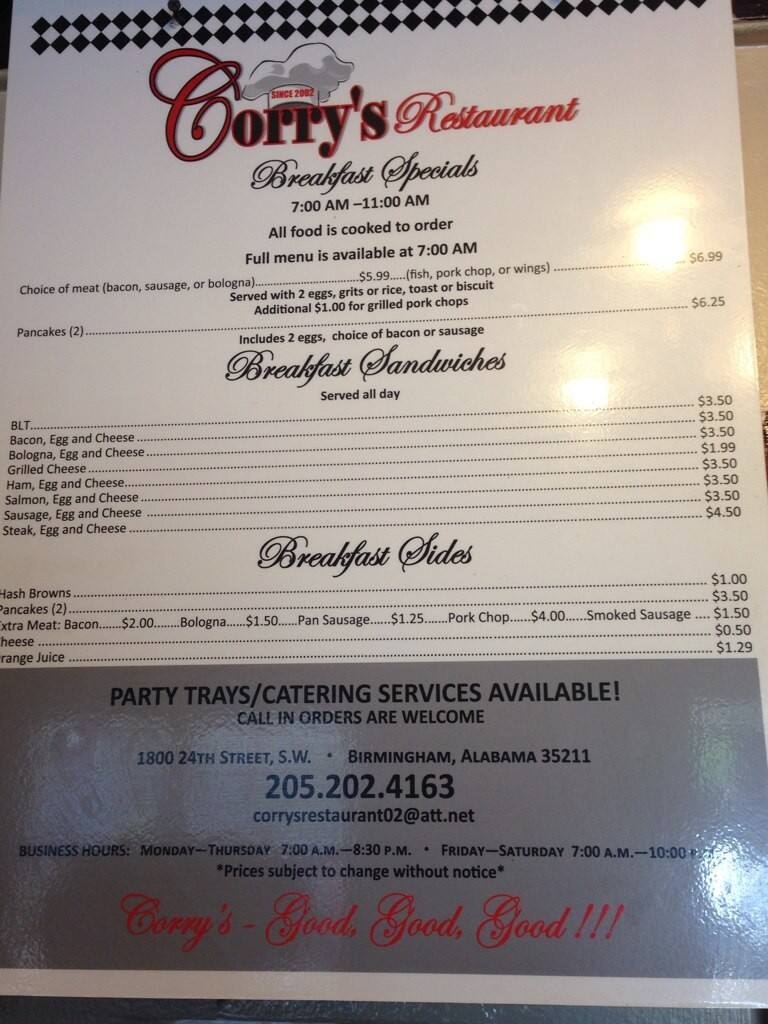 SINCE 2002
Corry's Restaurant
Breakfast Specials
7:00 AM –11:00 AM
All food is cooked to order
Full menu is available at 7:00 AM
Choice of meat (bacon, sausage, or bologna)..........$5.99.....(fish, pork chop, or wings) .......... $6.99
Served with 2 eggs, grits or rice, toast or biscuit
Additional $1.00 for grilled pork chops
Pancakes (2).......... $6.25
Includes 2 eggs, choice of bacon or sausage
Breakfast Sandwiches
Served all day
BLT.......... $3.50
Bacon, Egg and Cheese .......... $3.50
Bologna, Egg and Cheese.......... $3.50
Grilled Cheese.......... $1.99
Ham, Egg and Cheese.......... $3.50
Salmon, Egg and Cheese .......... $3.50
Sausage, Egg and Cheese .......... $3.50
Steak, Egg and Cheese .......... $4.50
Breakfast Sides
Hash Browns .......... $1.00
Pancakes (2).......... $3.50
xtra Meat: Bacon......$2.00.......Bologna......$1.50.....Pan Sausage......$1.25......Pork Chop......$4.00......Smoked Sausage .... $1.50
heese .......... $0.50
range Juice .......... $1.29
PARTY TRAYS/CATERING SERVICES AVAILABLE!
CALL IN ORDERS ARE WELCOME
1800 24TH STREET, S.W. • BIRMINGHAM, ALABAMA 35211
205.202.4163
corrysrestaurant02@att.net
BUSINESS HOURS: MONDAY—THURSDAY 7:00 A.M.—8:30 P.M. • FRIDAY—SATURDAY 7:00 A.M.—10:00 P.M.
*Prices subject to change without notice*
Corry's - Good, Good, Good !!!